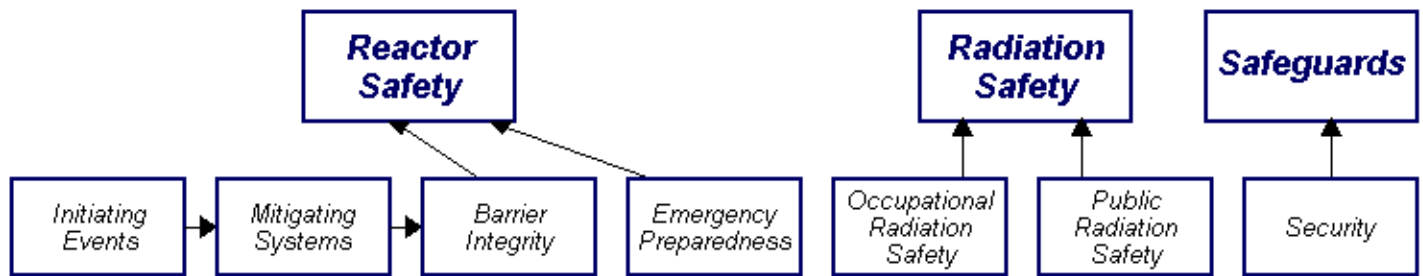 Reactor
Safety
Radiation
Safety
Safeguards
Initiating
Events
Mitigating
Systems
Barrier
Integrity
Emergency
Preparedness
Occupational
Radiation
Safety
Public
Radiation
Safety
Security